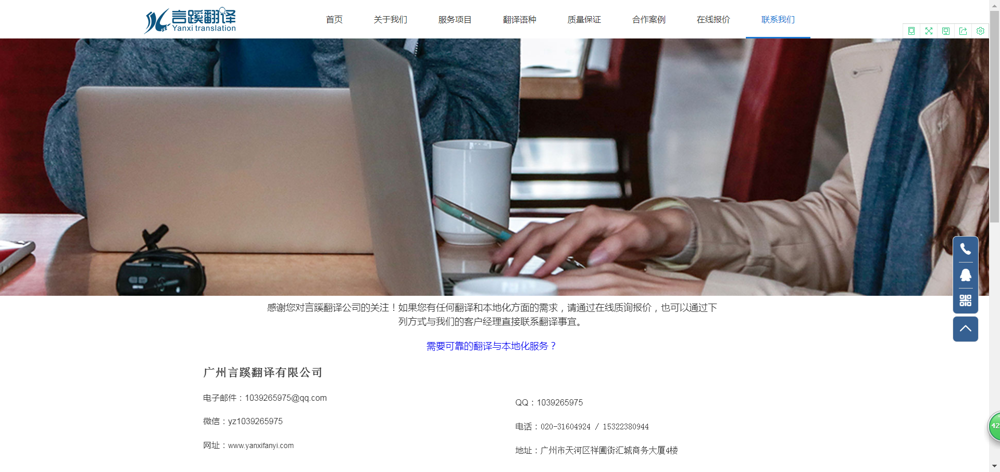 言蹊翻译
Yanxi translation
首页
关于我们
服务项目
翻译语种
质量保证
合作案例
在线报价
联系我们
感谢您对言蹊翻译公司的关注！如果您有任何翻译和本地化方面的需求，请通过在线质询报价，也可以通过下
列方式与我们的客户经理直接联系翻译事宜。
需要可靠的翻译与本地化服务？
广州言蹊翻译有限公司
电子邮件：1039265975@qq.com
QQ：1039265975
微信：yz1039265975
电话：020-31604924 / 15322380944
网址：www.yanxifanyi.com
地址：广州市天河区祥圃街汇城商务大厦4楼
42